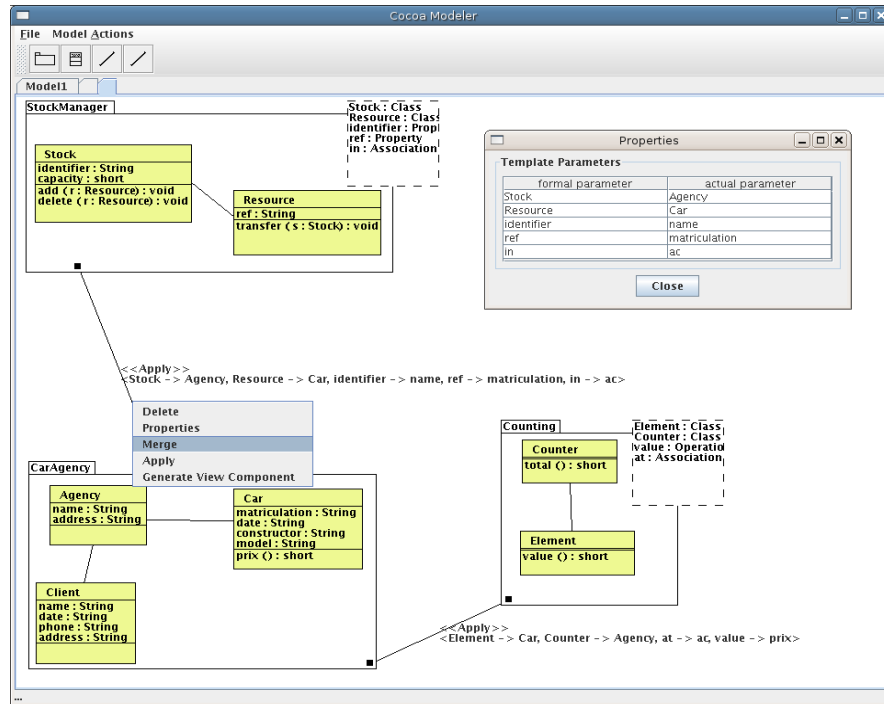 Cocoa Modeler
File Model Actions
Model1
StockManager
Stock : Class
Resource : Class
identifier : Prop
ref : Property
in : Association
Stock
identifier : String
capacity : short
add ( r : Resource) : void
delete ( r : Resource) : void
Resource
ref : String
transfer ( s : Stock) : void
Properties
Template Parameters
formal parameter actual parameter
Stock Agency
Resource Car
identifier name
ref matriculation
in ac
Close
<<Apply>>
<Stock -> Agency, Resource -> Car, identifier -> name, ref -> matriculation, in -> ac>
Delete
Properties
Merge
Apply
Generate View Component
CarAgency
Agency
name : String
address : String
Car
matriculation : String
date : String
constructor : String
model : String
prix () : short
Client
name : String
date : String
phone : String
address : String
Counting
Element : Class
Counter : Class
value : Operatio
at : Association
Counter
total () : short
Element
value () : short
<<Apply>>
<Element -> Car, Counter -> Agency, at -> ac, value -> prix>
...